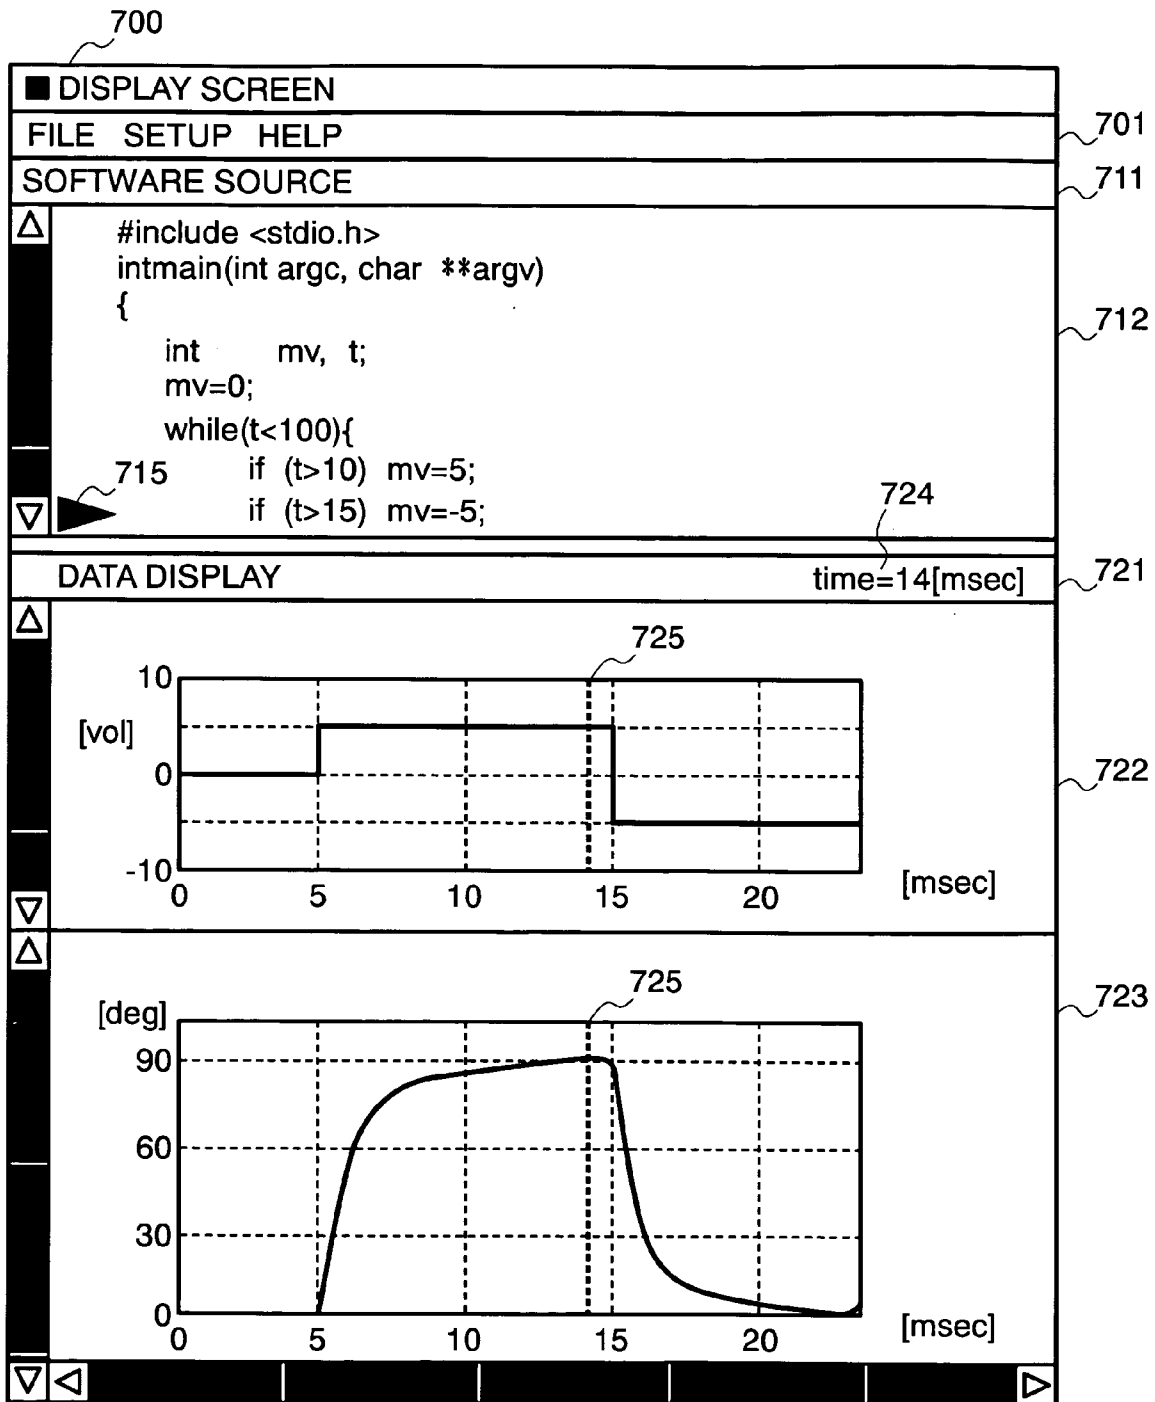 700
DISPLAY SCREEN
FILE SETUP HELP
701
SOFTWARE SOURCE
711
#include <stdio.h>
intmain(int argc, char **argv)
{
712
int mv, t;
mv=0;
while(t<100){
715
if (t>10) mv=5;
if (t>15) mv=-5;
724
DATA DISPLAY
time=14[msec]
721
725
10
[vol]
0
722
-10
0 5 10 15 20
[msec]
725
[deg]
723
90
60
30
0
0 5 10 15 20
[msec]